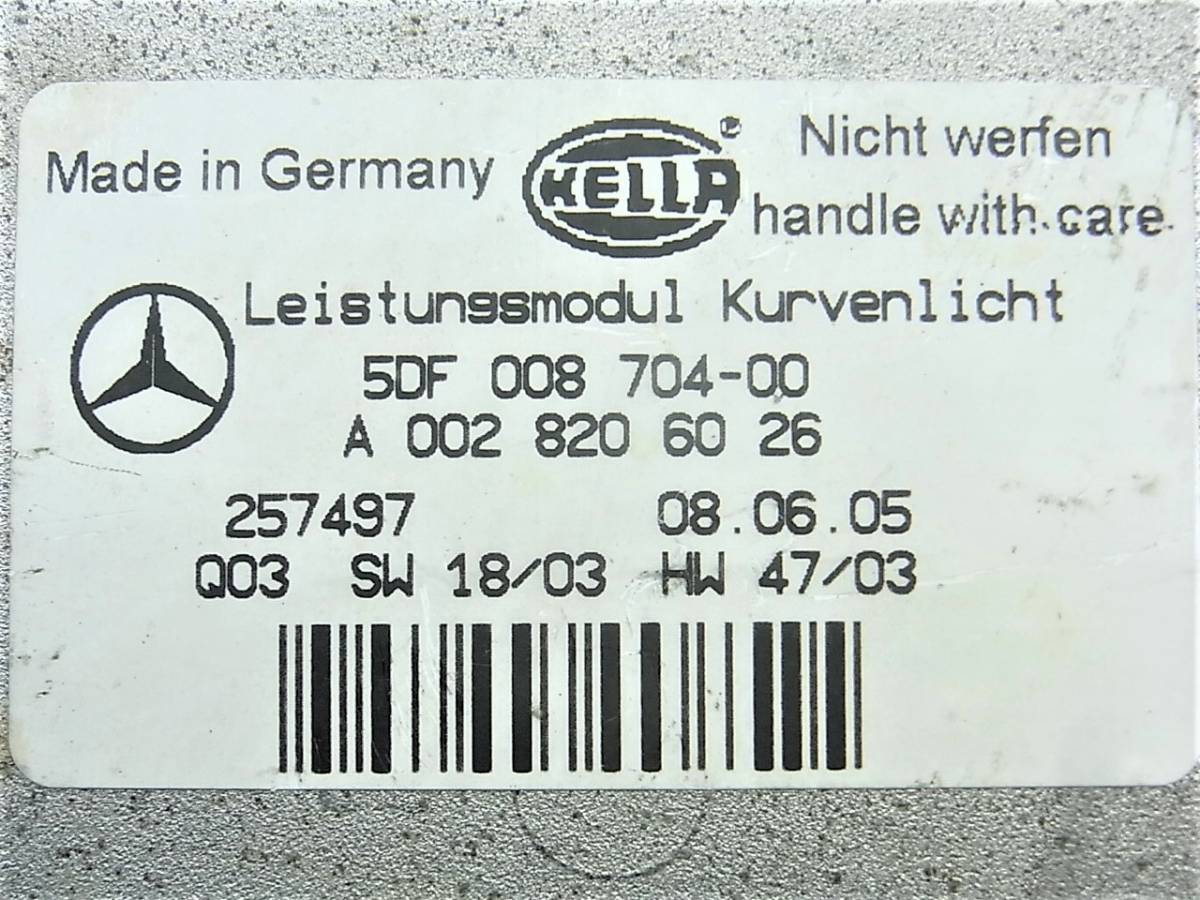 Made in Germany
HELLA ®
Nicht werfen
handle with care
Leistungsmodul Kurvenlicht
5DF 008 704-00
A 002 820 60 26
257497 08.06.05
Q03 SW 18/03 HW 47/03